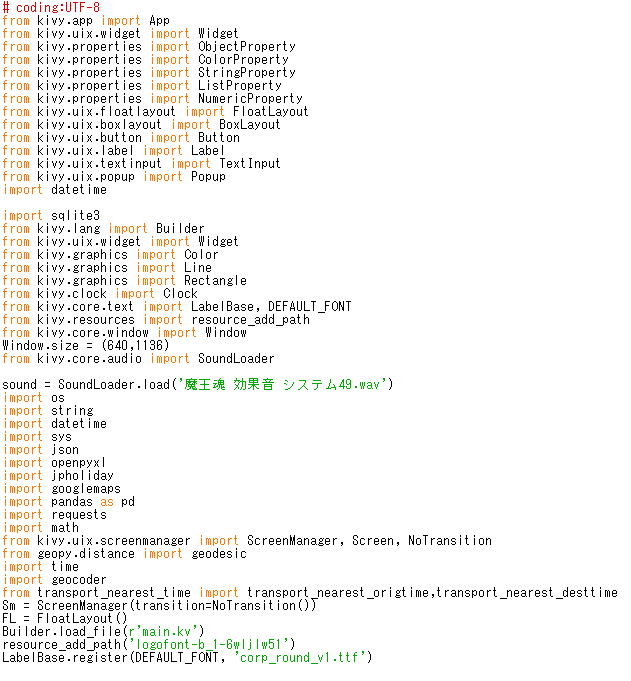 # coding:UTF-8
from kivy.app import App
from kivy.uix.widget import Widget
from kivy.properties import ObjectProperty
from kivy.properties import ColorProperty
from kivy.properties import StringProperty
from kivy.properties import ListProperty
from kivy.properties import NumericProperty
from kivy.uix.floatlayout import FloatLayout
from kivy.uix.boxlayout import BoxLayout
from kivy.uix.button import Button
from kivy.uix.label import Label
from kivy.uix.textinput import TextInput
from kivy.uix.popup import Popup
import datetime
import sqlite3
from kivy.lang import Builder
from kivy.uix.widget import Widget
from kivy.graphics import Color
from kivy.graphics import Line
from kivy.graphics import Rectangle
from kivy.clock import Clock
from kivy.core.text import LabelBase, DEFAULT_FONT
from kivy.resources import resource_add_path
from kivy.core.window import Window
Window.size = (640,1136)
from kivy.core.audio import SoundLoader
sound = SoundLoader.load('魔王魂 効果音 システム49.wav')
import os
import string
import datetime
import sys
import json
import openpyxl
import jpholiday
import googlemaps
import pandas as pd
import requests
import math
from kivy.uix.screenmanager import ScreenManager, Screen, NoTransition
from geopy.distance import geodesic
import time
import geocoder
from transport_nearest_time import transport_nearest_origtime,transport_nearest_desttime
Sm = ScreenManager(transition=NoTransition())
FL = FloatLayout()
Builder.load_file(r'main.kv')
resource_add_path('logofont-b_1-6wljlw51')
LabelBase.register(DEFAULT_FONT, 'corp_round_v1.ttf')